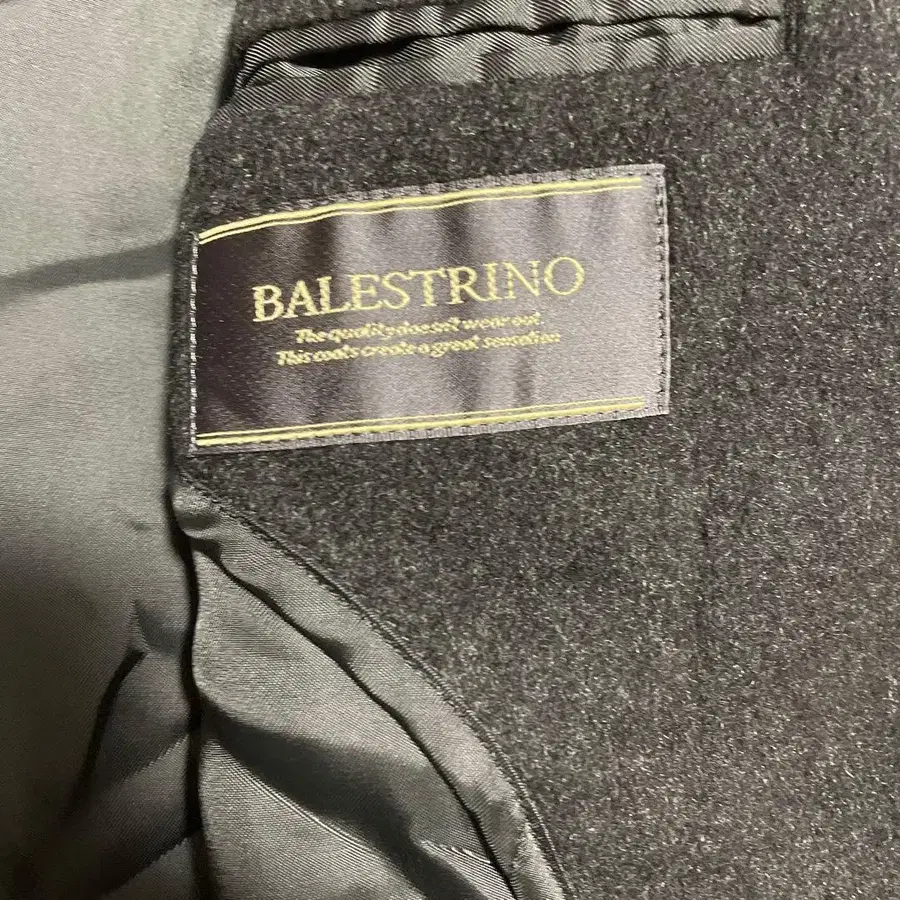 BALESTRINO
The quality doesn't wear out.
This coats create a great sensation